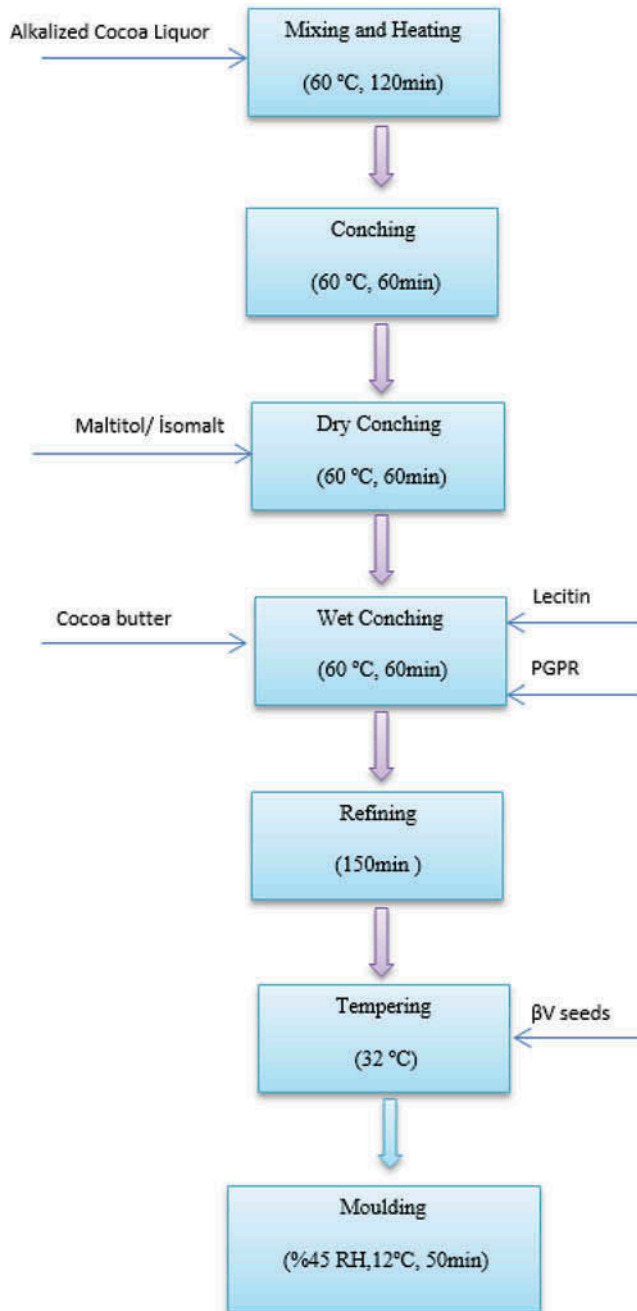 Alkalized Cocoa Liquor
Mixing and Heating
(60 °C, 120min)
Conching
(60 °C, 60min)
Maltitol/ İsomalt
Dry Conching
(60 °C, 60min)
Cocoa butter
Wet Conching
(60 °C, 60min)
Lecitin
PGPR
Refining
(150min )
Tempering
(32 °C)
βV seeds
Moulding
(%45 RH,12°C, 50min)